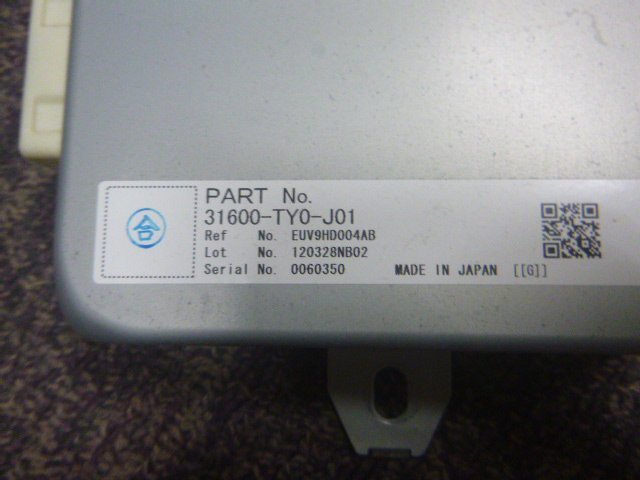 合
PART No.
31600-TY0-J01
Ref No. EUV9HD004AB
Lot No. 120328NB02
Serial No. 0060350 MADE IN JAPAN [[G]]